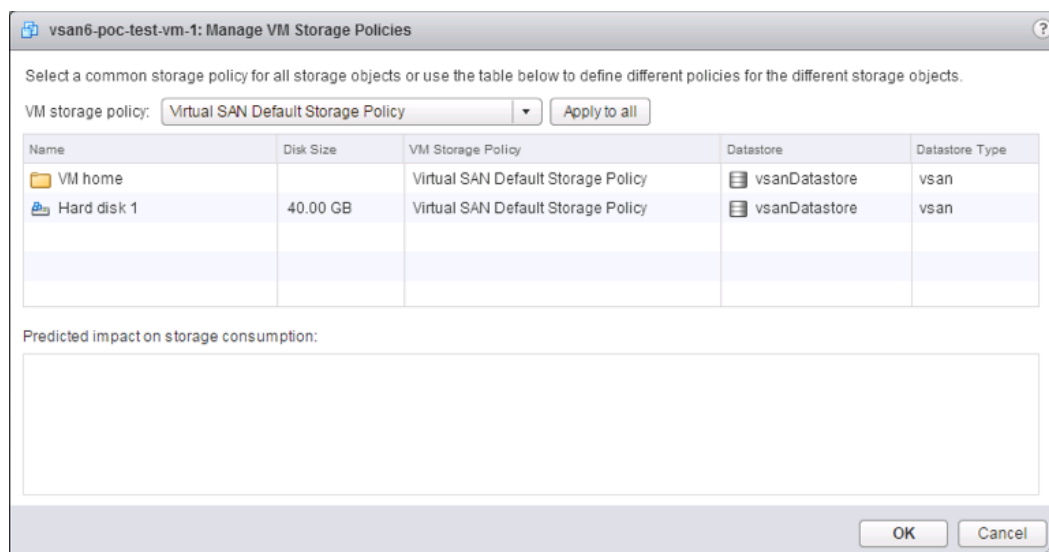 vsan6-poc-test-vm-1: Manage VM Storage Policies ?
Select a common storage policy for all storage objects or use the table below to define different policies for the different storage objects.
VM storage policy: Virtual SAN Default Storage Policy Apply to all
Name Disk Size VM Storage Policy Datastore Datastore Type
VM home Virtual SAN Default Storage Policy vsanDatastore vsan
Hard disk 1 40.00 GB Virtual SAN Default Storage Policy vsanDatastore vsan
Predicted impact on storage consumption:
OK Cancel